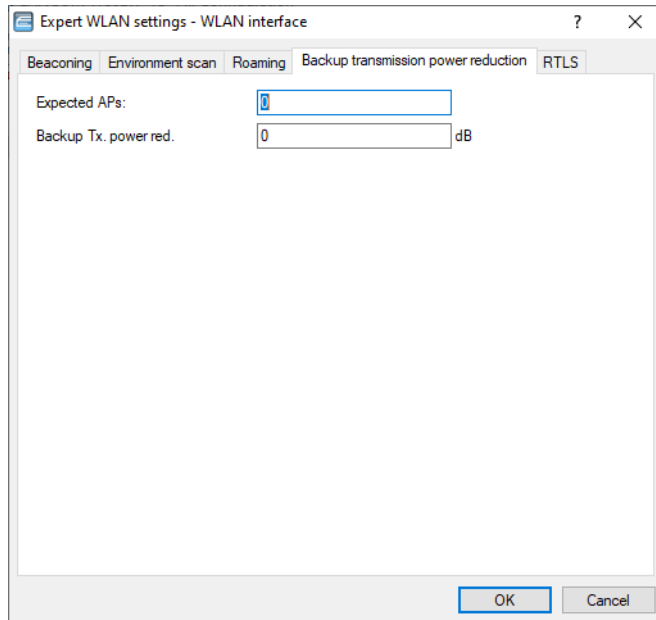 Expert WLAN settings - WLAN interface ?
Beaconing Environment scan Roaming Backup transmission power reduction RTLS
Expected APs: 0
Backup Tx. power red. 0 dB
OK Cancel